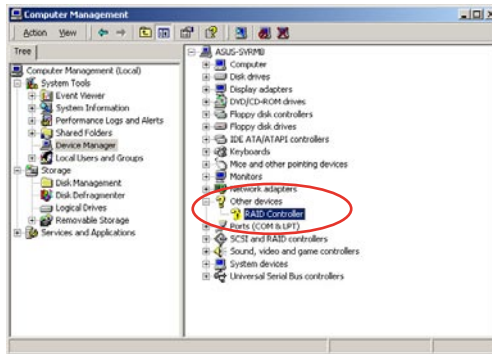 Computer Management
Action View
Tree
Computer Management (Local)
System Tools
Event Viewer
System Information
Performance Logs and Alerts
Shared Folders
Device Manager
Local Users and Groups
Storage
Disk Management
Disk Defragmenter
Logical Drives
Removable Storage
Services and Applications
ASUS-SVRMB
Computer
Disk drives
Display adapters
DVD/CD-ROM drives
Floppy disk controllers
Floppy disk drives
IDE ATA/ATAPI controllers
Keyboards
Mice and other pointing devices
Monitors
Network adapters
Other devices
RAID Controller
Ports (COM & LPT)
SCSI and RAID controllers
Sound, video and game controllers
System devices
Universal Serial Bus controllers